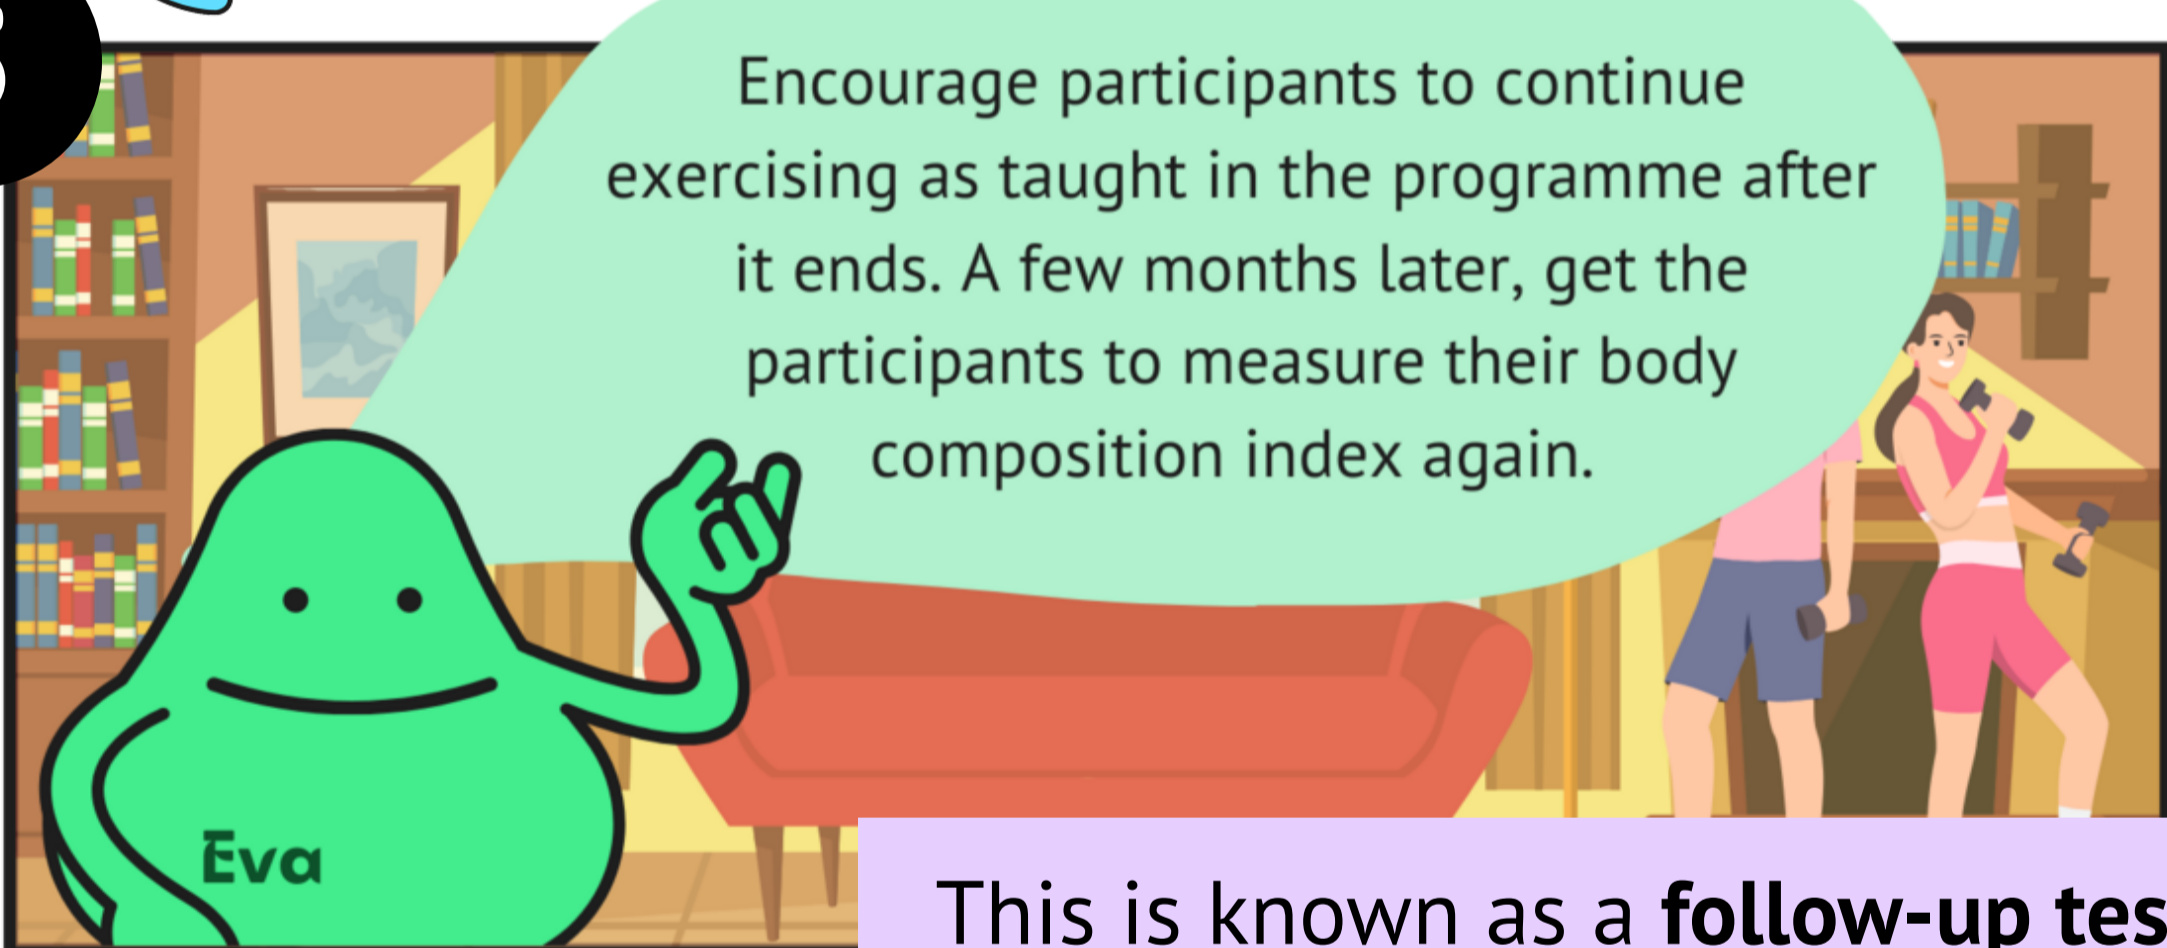 Encourage participants to continue
exercising as taught in the programme after
it ends. A few months later, get the
participants to measure their body
composition index again.
Eva
This is known as a follow-up tes